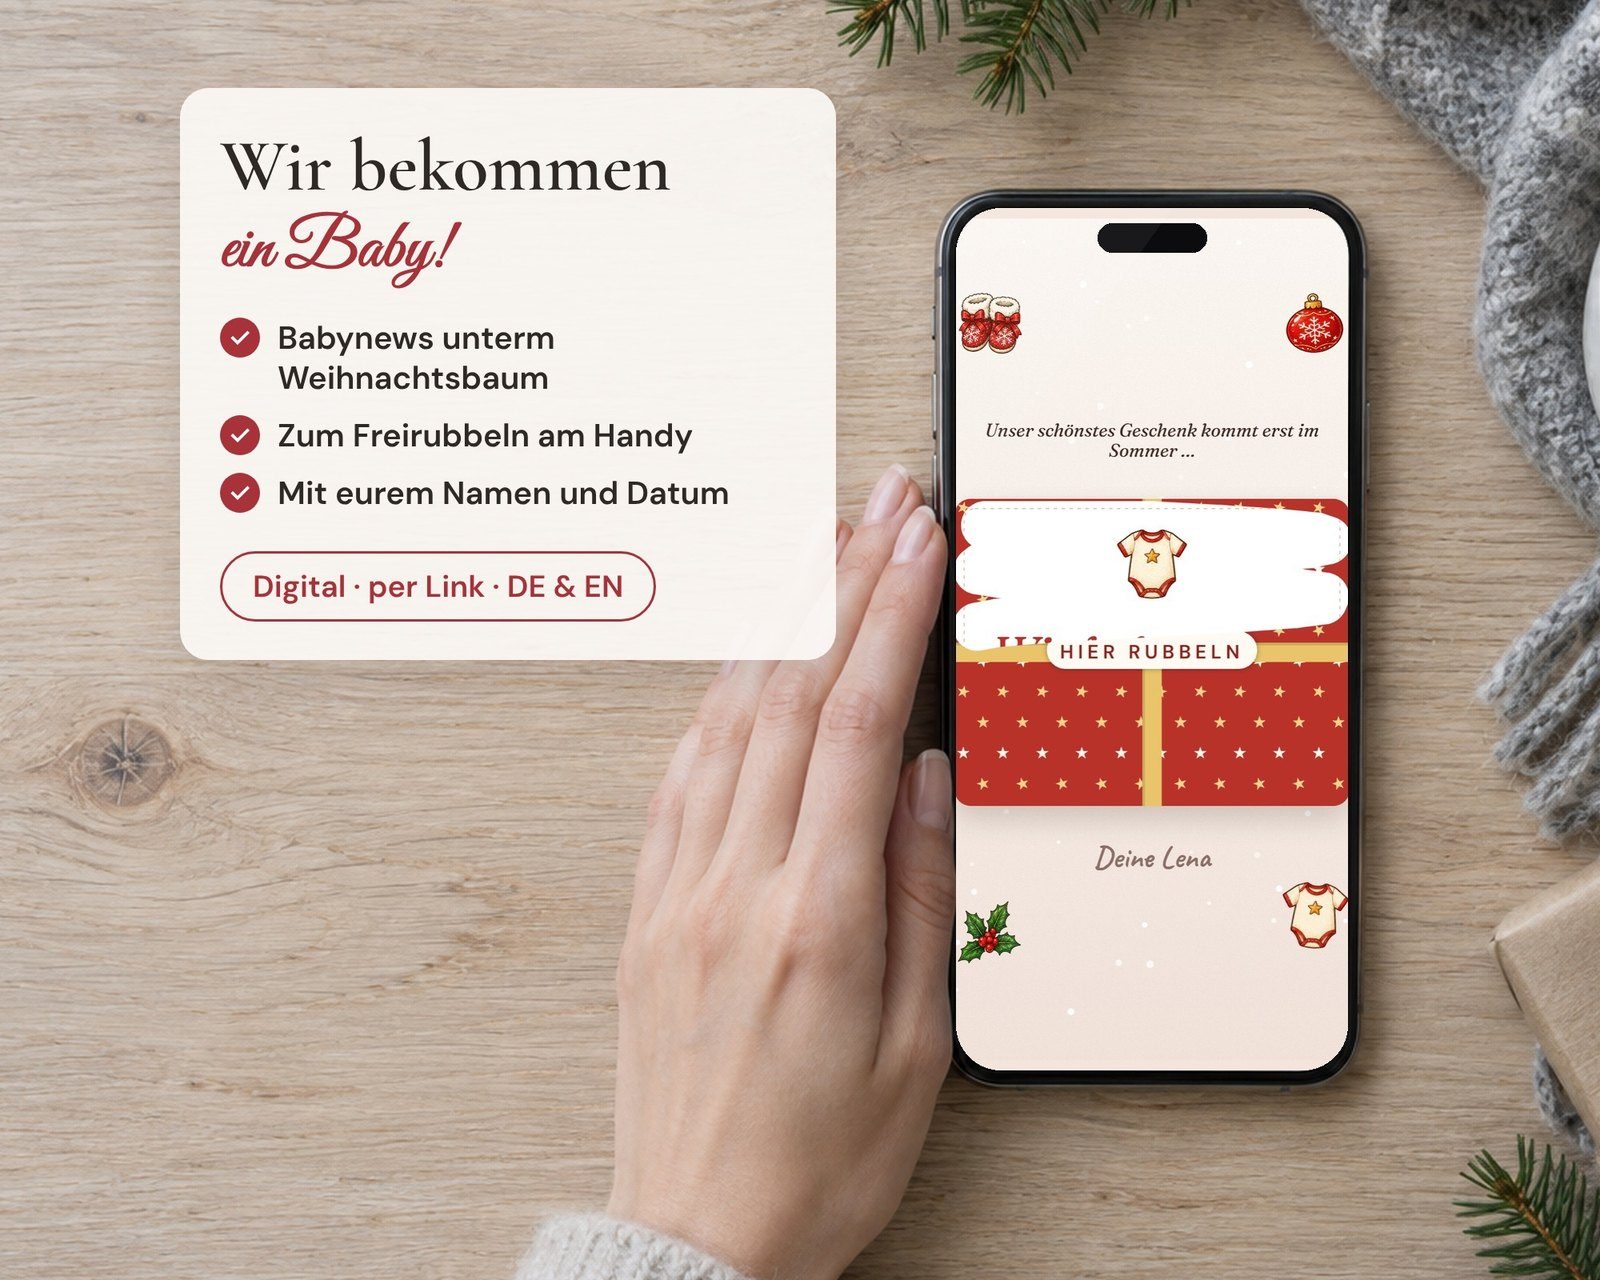 Wir bekommen
ein Baby!
Babynews unterm
Weihnachtsbaum
Zum Freirubbeln am Handy
Mit eurem Namen und Datum
Digital · per Link · DE & EN
Unser schönstes Geschenk kommt erst im
Sommer ...
HIER RUBBELN
Deine Lena